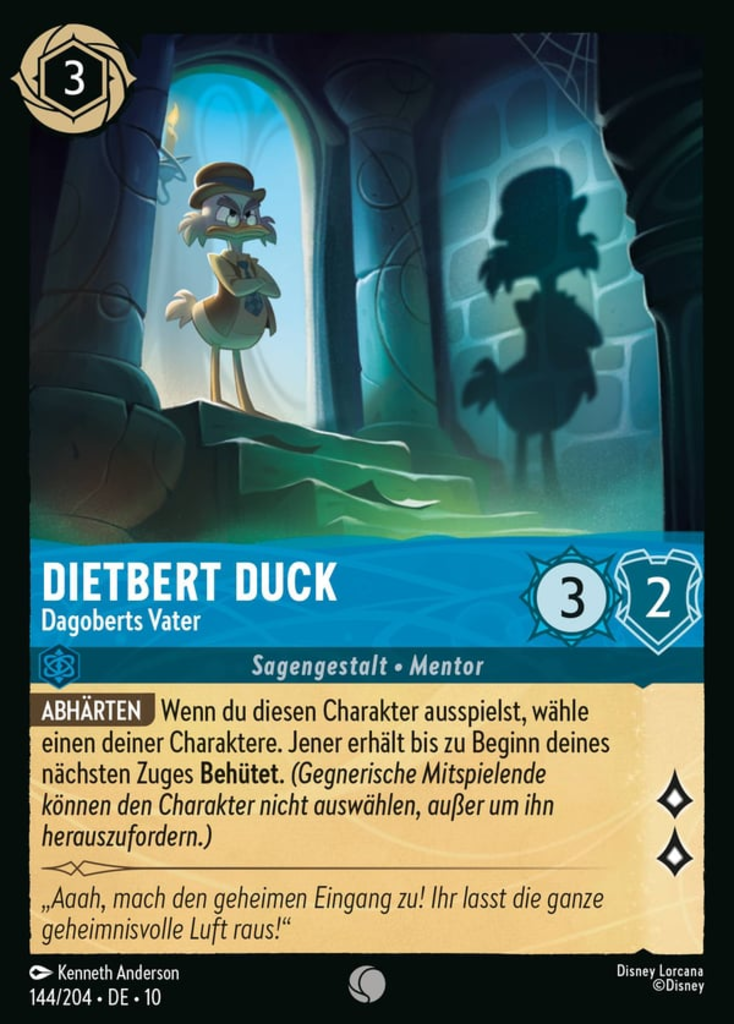 3
DIETBERT DUCK
Dagoberts Vater
3
2
Sagengestalt • Mentor
ABHÄRTEN Wenn du diesen Charakter ausspielst, wähle
einen deiner Charaktere. Jener erhält bis zu Beginn deines
nächsten Zuges Behütet. (Gegnerische Mitspielende
können den Charakter nicht auswählen, außer um ihn
herauszufordern.)
„Aaah, mach den geheimen Eingang zu! Ihr lasst die ganze
geheimnisvolle Luft raus!“
Kenneth Anderson
144/204 • DE • 10
Disney Lorcana
©Disney